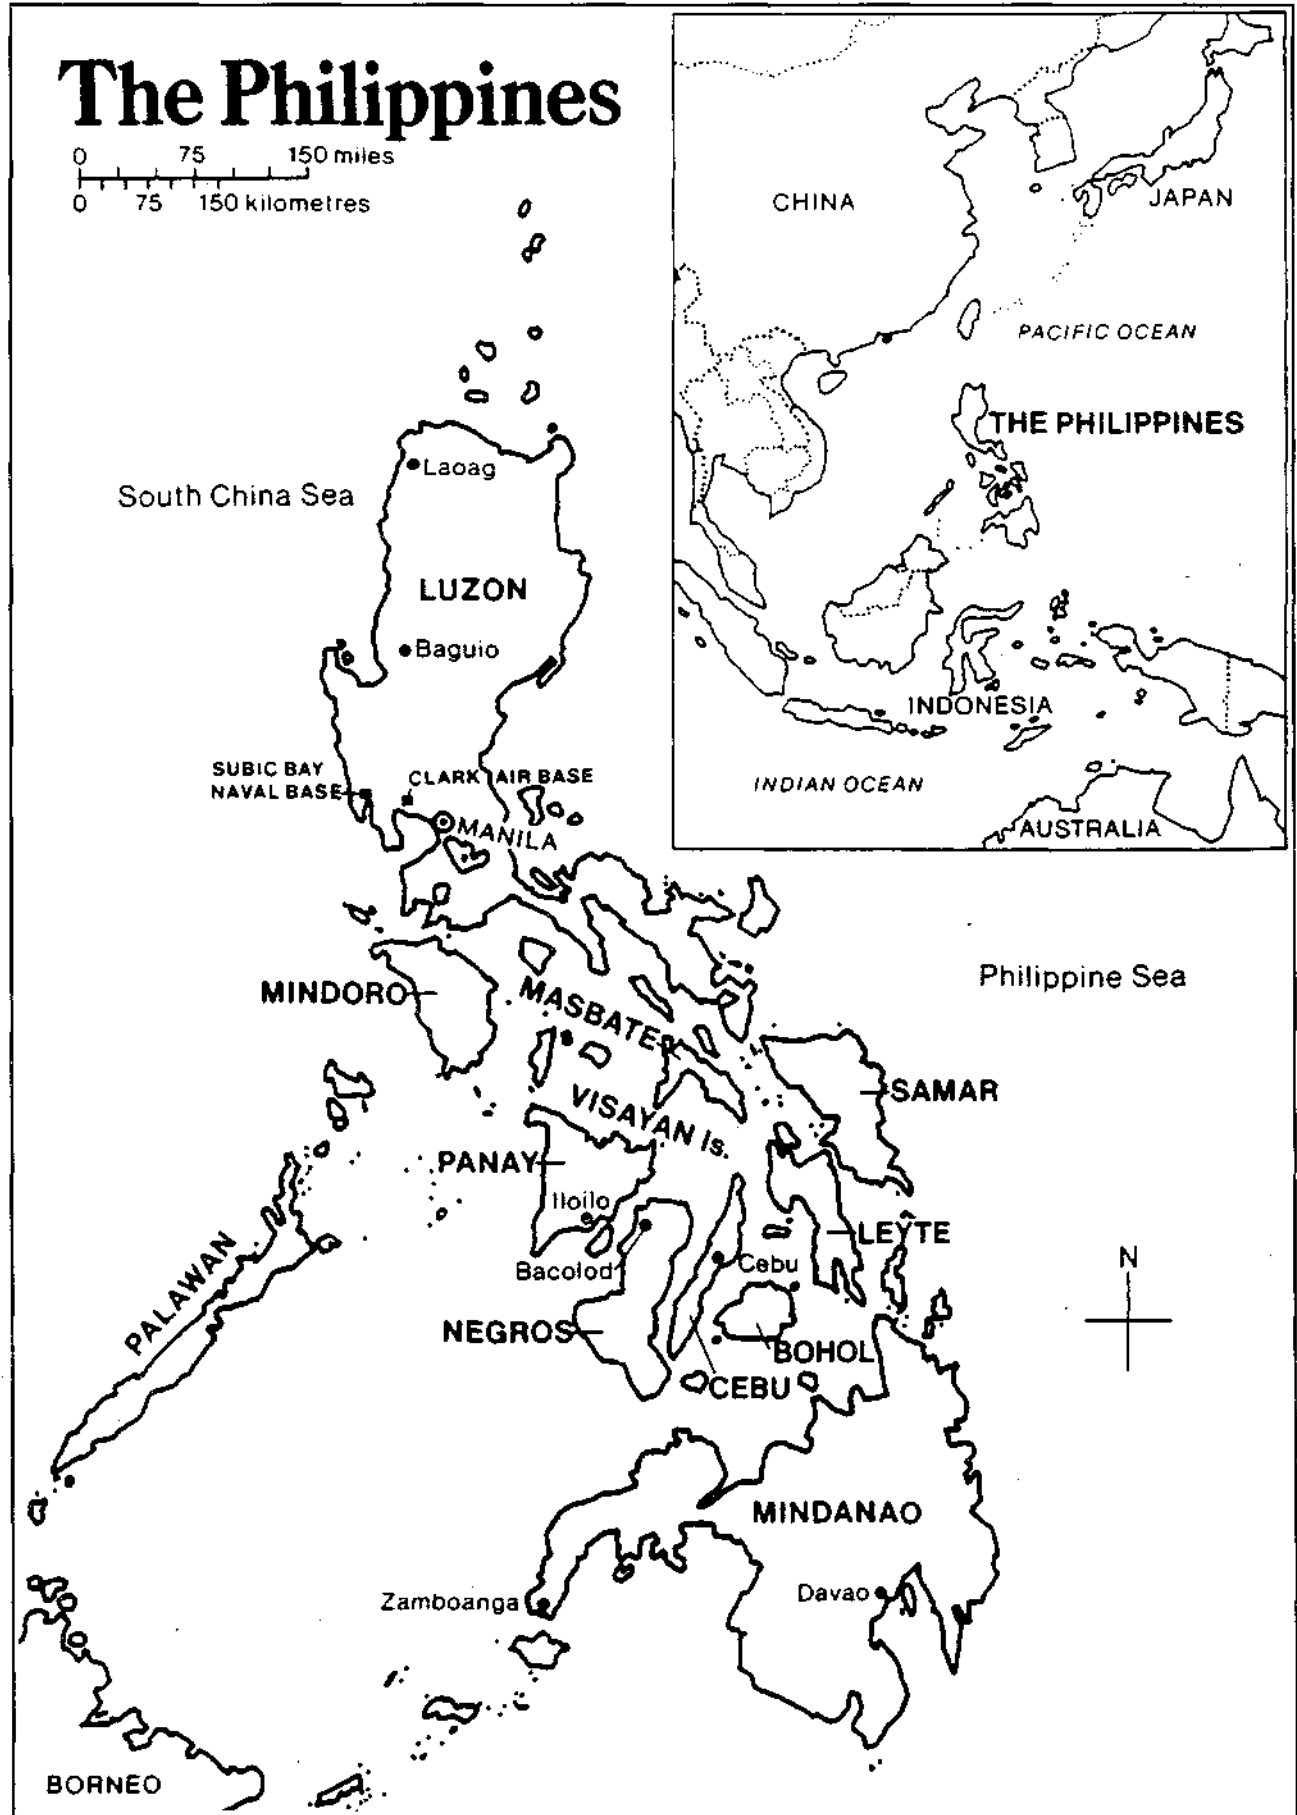 The Philippines
0 75 150 miles
0 75 150 kilometres
CHINA
JAPAN
PACIFIC OCEAN
THE PHILIPPINES
INDONESIA
INDIAN OCEAN
AUSTRALIA
Laoag
South China Sea
LUZON
Baguio
SUBIC BAY
NAVAL BASE
CLARK AIR BASE
MANILA
Philippine Sea
MINDORO
MASBATE
SAMAR
VISAYAN Is.
PANAY
Iloilo
LEYTE
PALAWAN
Bacolod
Cebu
N
NEGROS
BOHOL
CEBU
MINDANAO
Zamboanga
Davao
BORNEO